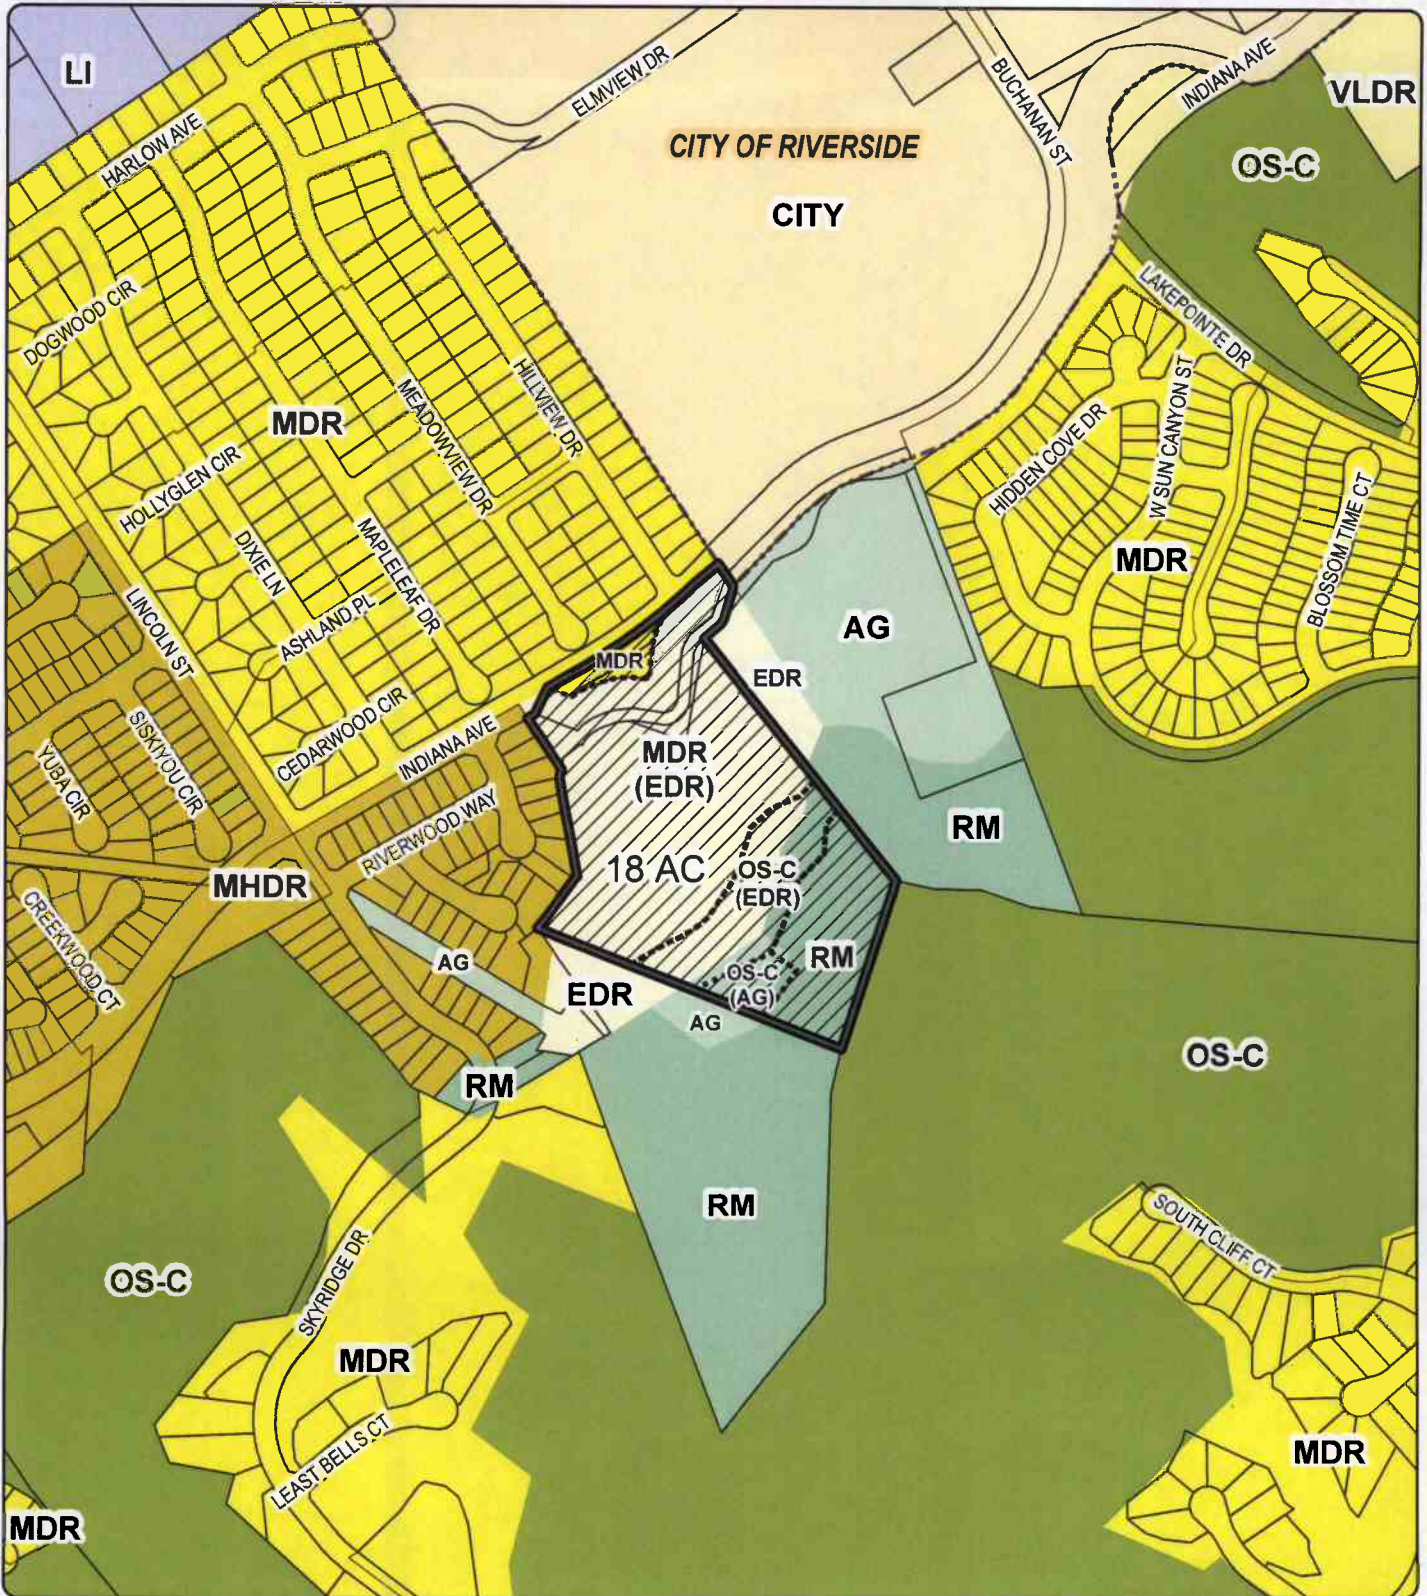 LI
ELMVIEW DR
BUCHANAN ST
INDIANA AVE
VLDR
HARLOW AVE
CITY OF RIVERSIDE
OS-C
CITY
DOGWOOD CIR
LAKEPOINTE DR
MDR
MEADOWVIEW DR
HILLVIEW DR
HIDDEN COVE DR
W SUN CANYON ST
HOLLYGLEN CIR
BLOSSOM TIME CT
DIXIE LN
MAPLELEAF DR
MDR
LINCOLN ST
ASHLAND PL
AG
MDR
EDR
SISKIYOU CIR
CEDARWOOD CIR
INDIANA AVE
MDR
(EDR)
YUBA CIR
RIVERWOOD WAY
RM
18 AC
OS-C
(EDR)
MHDR
CREEKWOOD CT
AG
RM
OS-C
(AG)
EDR
AG
OS-C
RM
RM
SOUTH CLIFF CT
OS-C
SKYRIDGE DR
MDR
LEAST BELLS CT
MDR
MDR